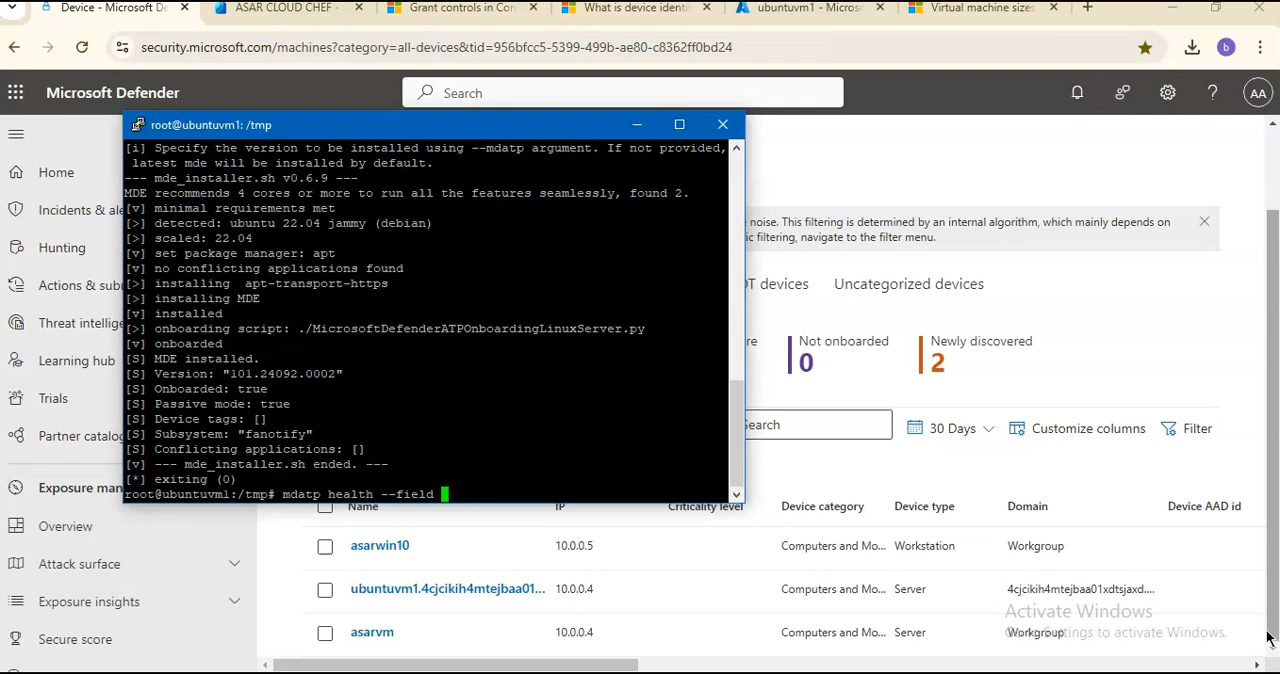 Device - Microsoft De
ASAR CLOUD CHEF -
Grant controls in Con
What is device identi
ubuntuvm1 - Microso
Virtual machine sizes
security.microsoft.com/machines?category=all-devices&tid=956bfcc5-5399-499b-ae80-c8362ff0bd24
b
Microsoft Defender
Search
AA
root@ubuntuvm1: /tmp
[i] Specify the version to be installed using --mdatp argument. If not provided,
latest mde will be installed by default.
--- mde_installer.sh v0.6.9 ---
MDE recommends 4 cores or more to run all the features seamlessly, found 2.
[v] minimal requirements met
[>] detected: ubuntu 22.04 jammy (debian)
[>] scaled: 22.04
[v] set package manager: apt
[v] no conflicting applications found
[>] installing  apt-transport-https
[>] installing MDE
[v] installed
[>] onboarding script: ./MicrosoftDefenderATPOnboardingLinuxServer.py
[v] onboarded
[S] MDE installed.
[S] Version: "101.24092.0002"
[S] Onboarded: true
[S] Passive mode: true
[S] Device tags: []
[S] Subsystem: "fanotify"
[S] Conflicting applications: []
[v] --- mde_installer.sh ended. ---
[*] exiting (0)
root@ubuntuvm1:/tmp# mdatp health --field
Home
Incidents & ale
Hunting
Actions & subm
Threat intellige
Learning hub
Trials
Partner catalog
Exposure man
Overview
Attack surface
Exposure insights
Secure score
noise. This filtering is determined by an internal algorithm, which mainly depends on
ic filtering, navigate to the filter menu.
OT devices
Uncategorized devices
re
Not onboarded
0
Newly discovered
2
Search
30 Days
Customize columns
Filter
Name
IP
Criticality level
Device category
Device type
Domain
Device AAD id
asarwin10
10.0.0.5
Computers and Mo...
Workstation
Workgroup
ubuntuvm1.4cjcikih4mtejbaa01...
10.0.0.4
Computers and Mo...
Server
4cjcikih4mtejbaa01xdtsjaxd....
asarvm
10.0.0.4
Computers and Mo...
Server
Workgroup
Activate Windows
Go to Settings to activate Windows.